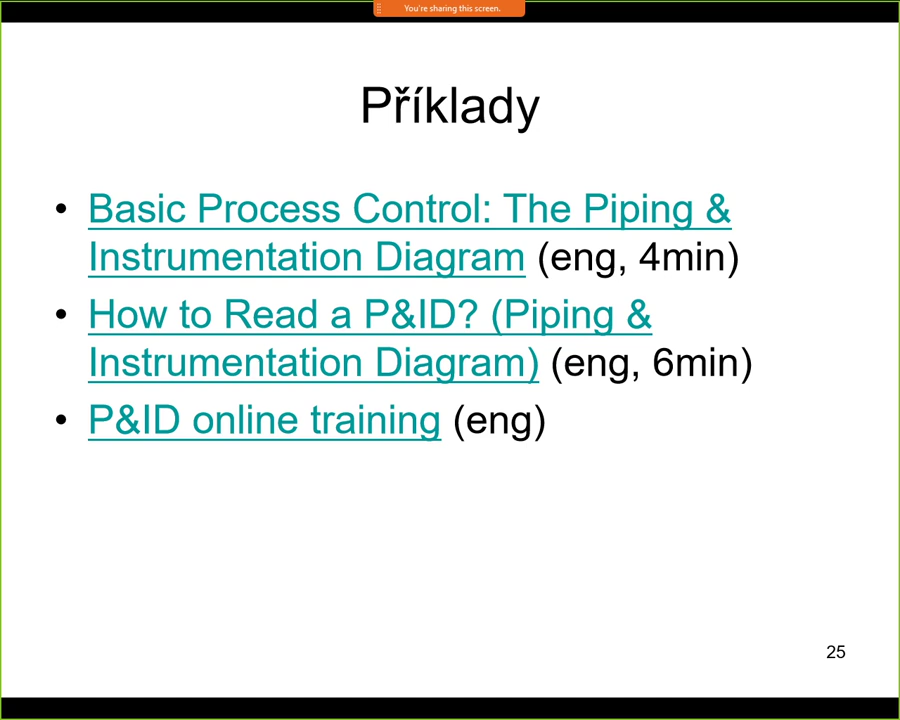 You're sharing this screen.
Příklady
• Basic Process Control: The Piping &
Instrumentation Diagram (eng, 4min)
• How to Read a P&ID? (Piping &
Instrumentation Diagram) (eng, 6min)
• P&ID online training (eng)
25